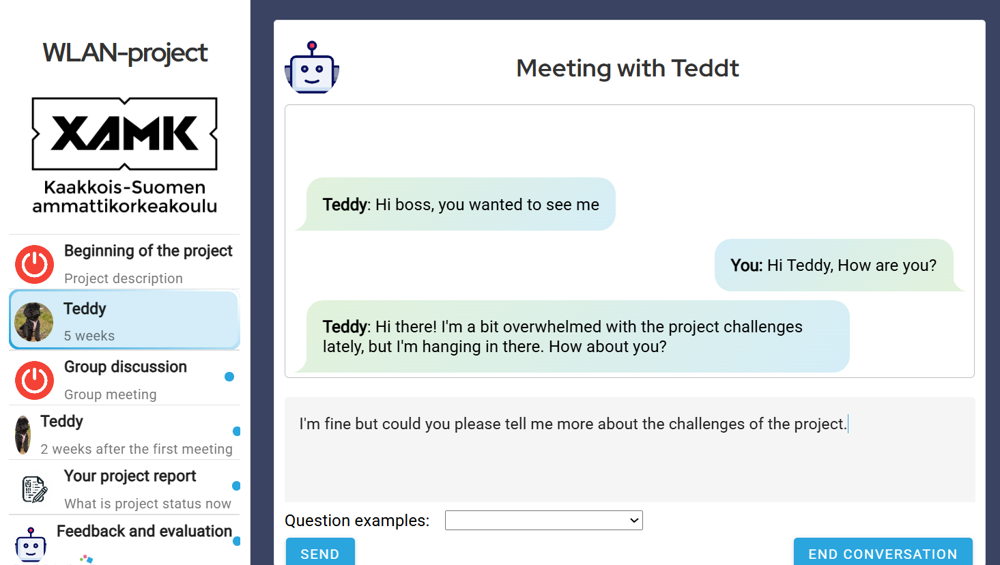 WLAN-project
XAMK
Kaakkois-Suomen
ammattikorkeakoulu
Beginning of the project
Project description
Teddy
5 weeks
Group discussion
Group meeting
Teddy
2 weeks after the first meeting
Your project report
What is project status now
Feedback and evaluation
Meeting with Teddt
Teddy: Hi boss, you wanted to see me
You: Hi Teddy, How are you?
Teddy: Hi there! I'm a bit overwhelmed with the project challenges
lately, but I'm hanging in there. How about you?
I'm fine but could you please tell me more about the challenges of the project.
Question examples:
SEND
END CONVERSATION